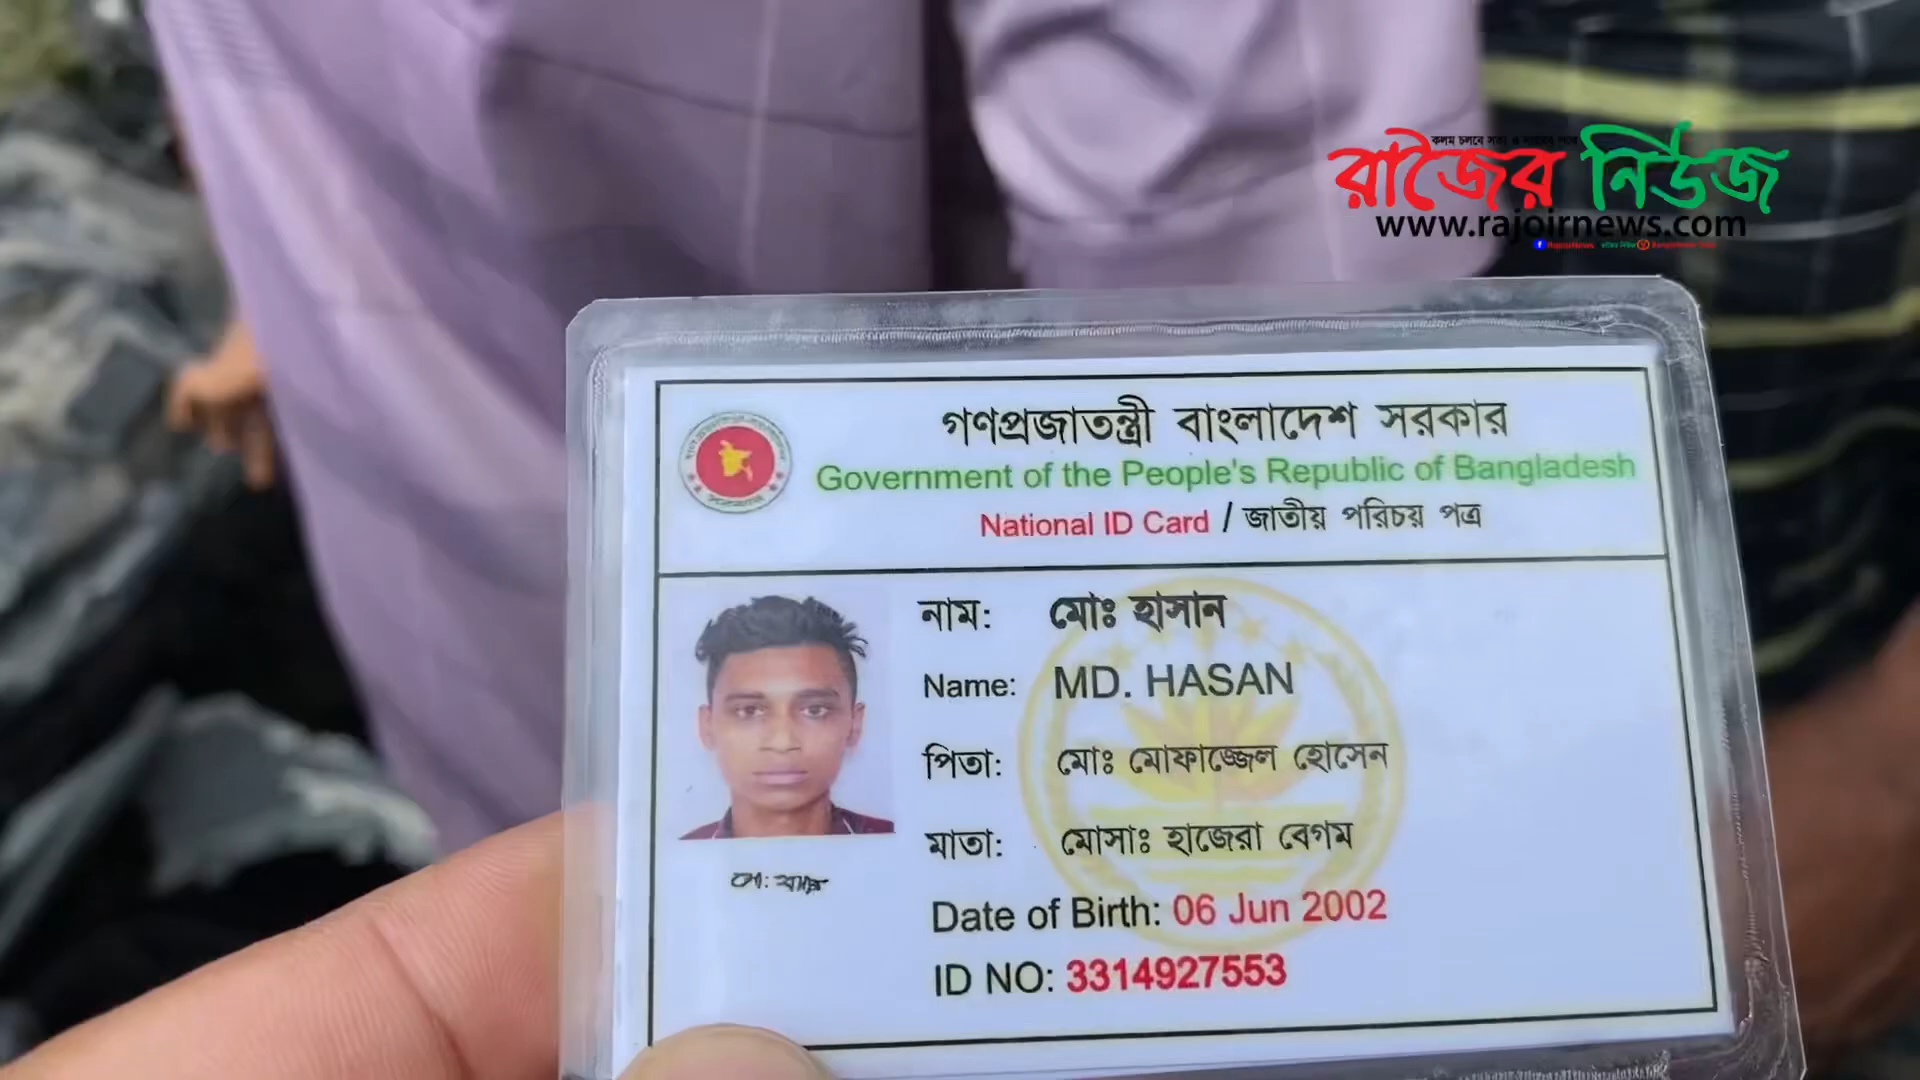 রাজৈর নিউজ
www.rajoirnews.com
গণপ্রজাতন্ত্রী বাংলাদেশ সরকার
Government of the People's Republic of Bangladesh
National ID Card / জাতীয় পরিচয় পত্র
নাম: মোঃ হাসান
Name: MD. HASAN
পিতা: মোঃ মোফাজ্জেল হোসেন
মাতা: মোসাঃ হাজেরা বেগম
Date of Birth: 06 Jun 2002
ID NO: 3314927553